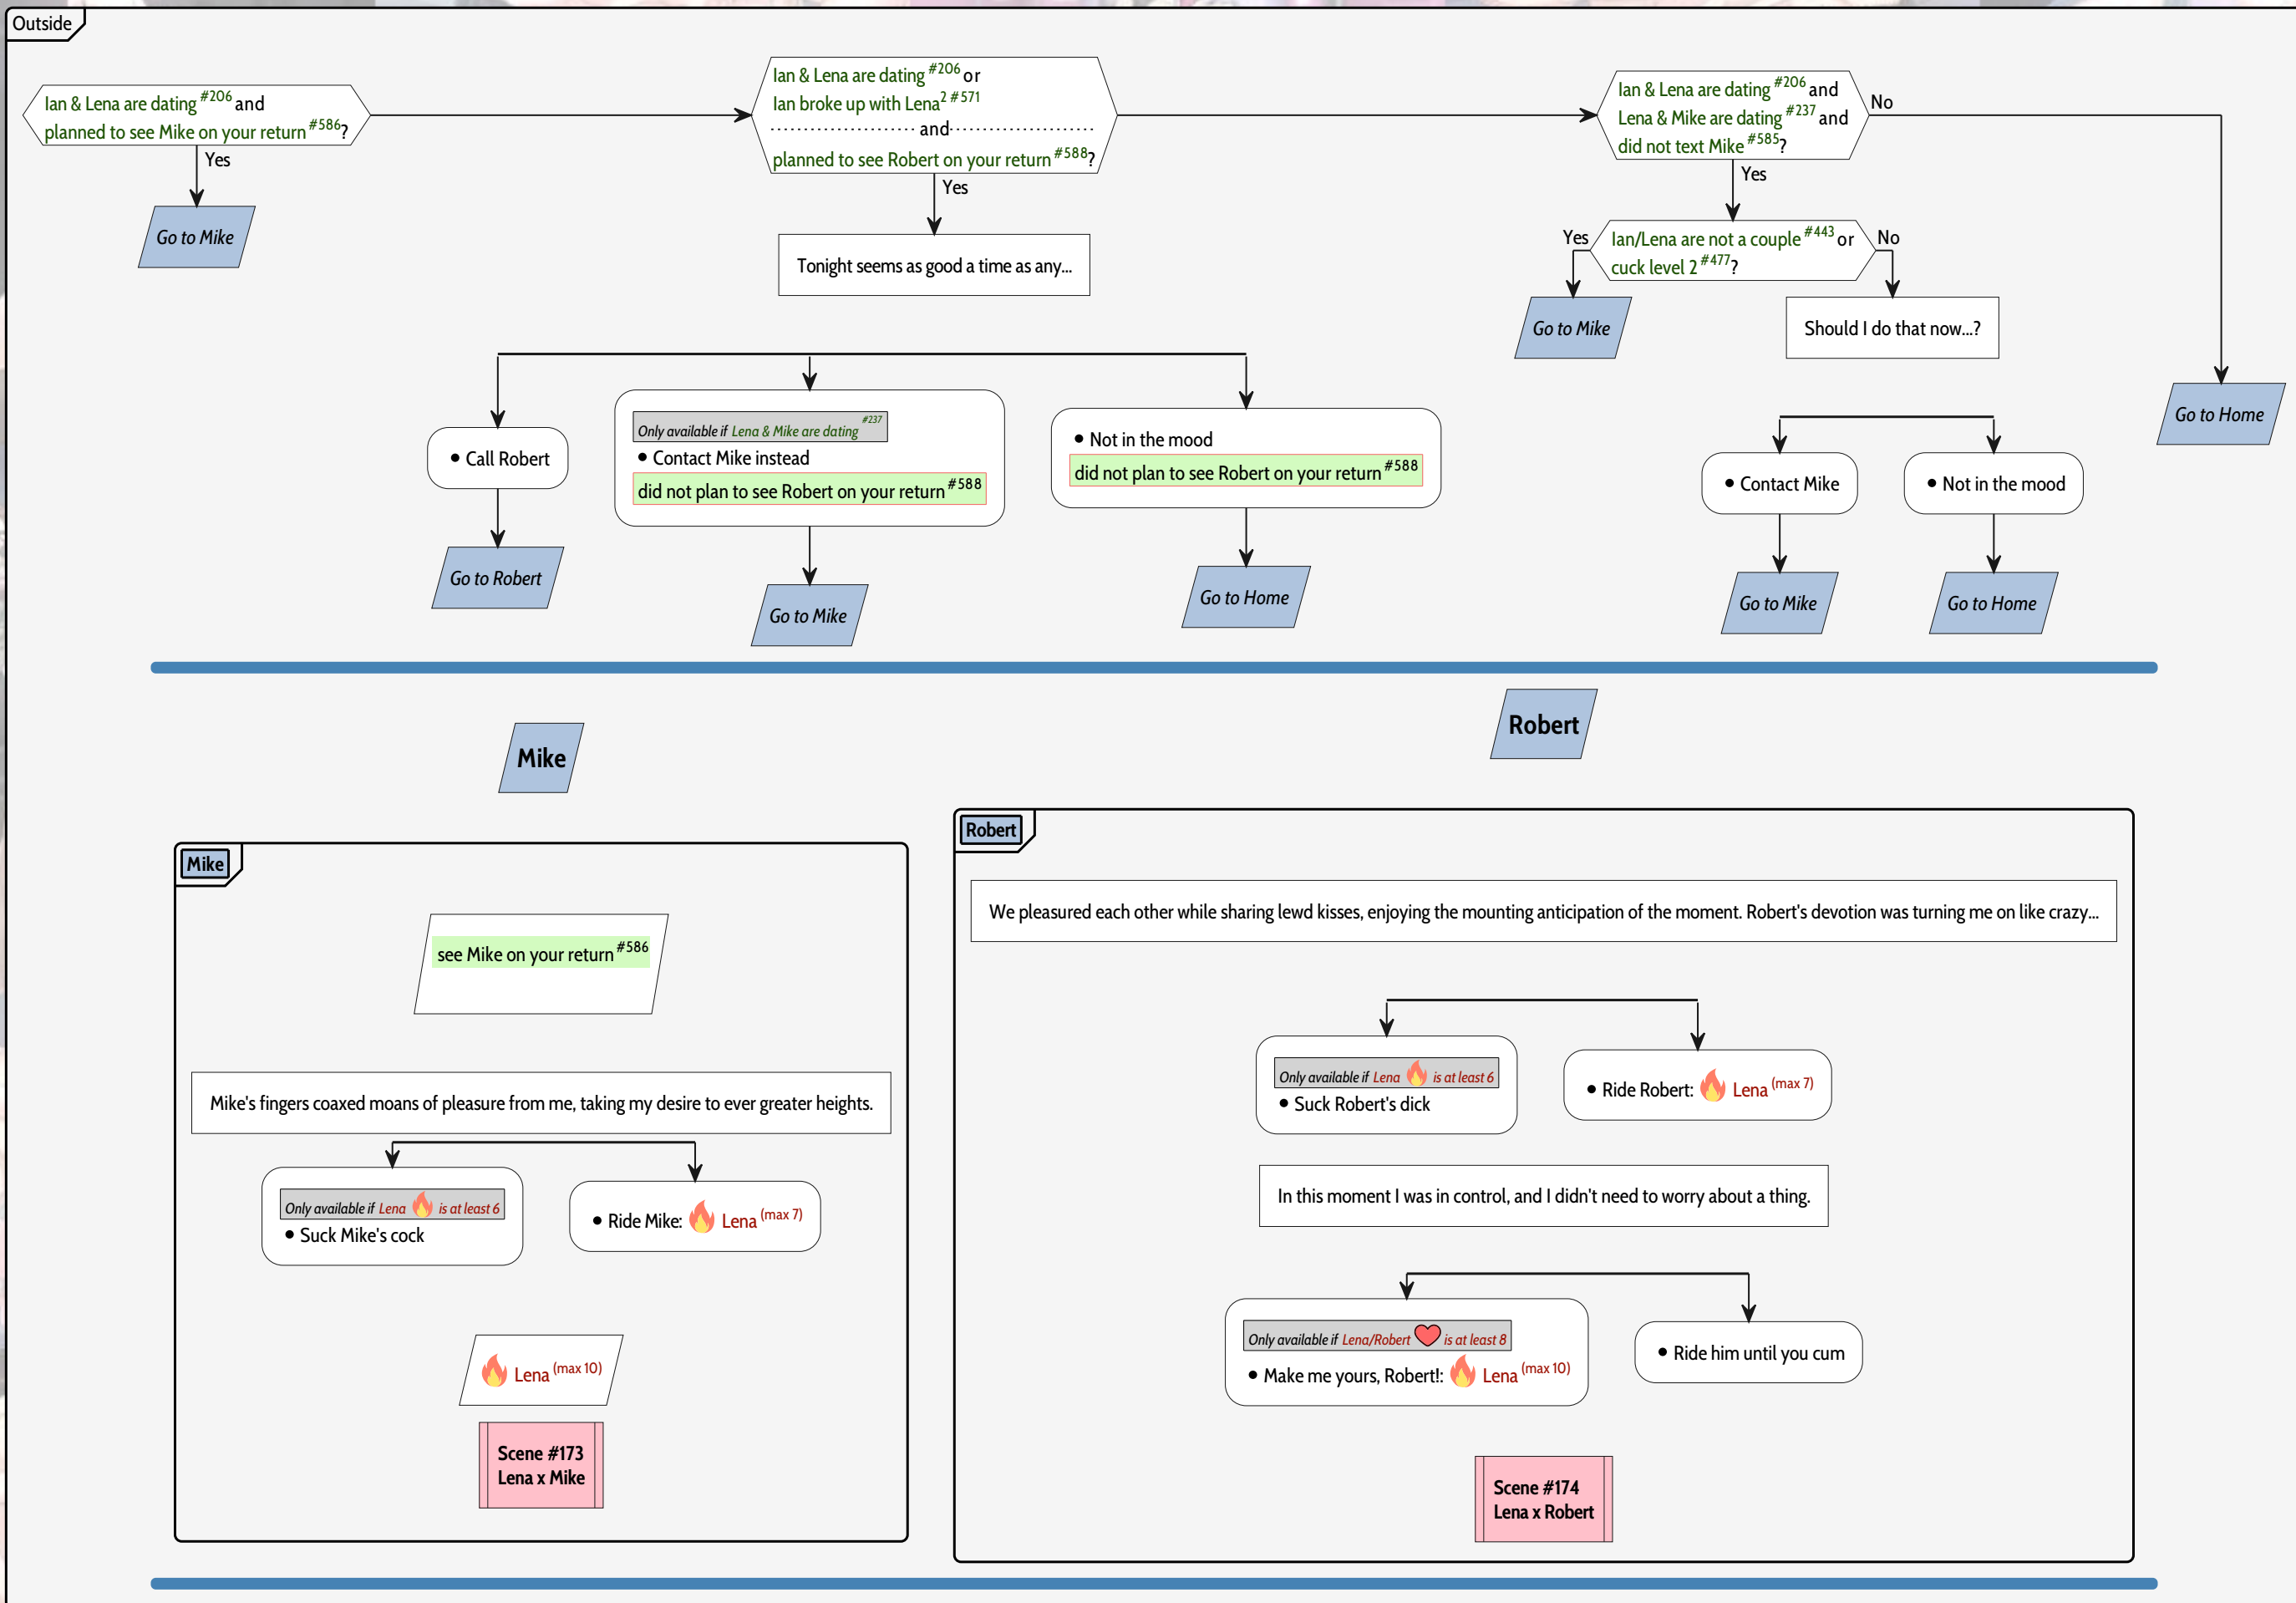 Outside
Ian & Lena are dating #206 and
planned to see Mike on your return #586?
Yes
Go to Mike
Ian & Lena are dating #206 or
Ian broke up with Lena² #571
and
planned to see Robert on your return #588?
Yes
Tonight seems as good a time as any...
• Call Robert
Go to Robert
Only available if Lena & Mike are dating #237
• Contact Mike instead
did not plan to see Robert on your return #588
Go to Mike
• Not in the mood
did not plan to see Robert on your return #588
Go to Home
Ian & Lena are dating #206 and
Lena & Mike are dating #237 and
did not text Mike #585?
No
Yes
Ian/Lena are not a couple #443 or
cuck level 2 #477?
Yes
No
Go to Mike
Should I do that now...?
• Contact Mike
Go to Mike
• Not in the mood
Go to Home
Go to Home
Mike
Mike
see Mike on your return #586
Mike's fingers coaxed moans of pleasure from me, taking my desire to ever greater heights.
Only available if Lena 🔥 is at least 6
• Suck Mike's cock
• Ride Mike: 🔥 Lena (max 7)
🔥 Lena (max 10)
Scene #173
Lena x Mike
Robert
Robert
We pleasured each other while sharing lewd kisses, enjoying the mounting anticipation of the moment. Robert's devotion was turning me on like crazy...
Only available if Lena 🔥 is at least 6
• Suck Robert's dick
• Ride Robert: 🔥 Lena (max 7)
In this moment I was in control, and I didn't need to worry about a thing.
Only available if Lena/Robert ❤ is at least 8
• Make me yours, Robert!: 🔥 Lena (max 10)
• Ride him until you cum
Scene #174
Lena x Robert